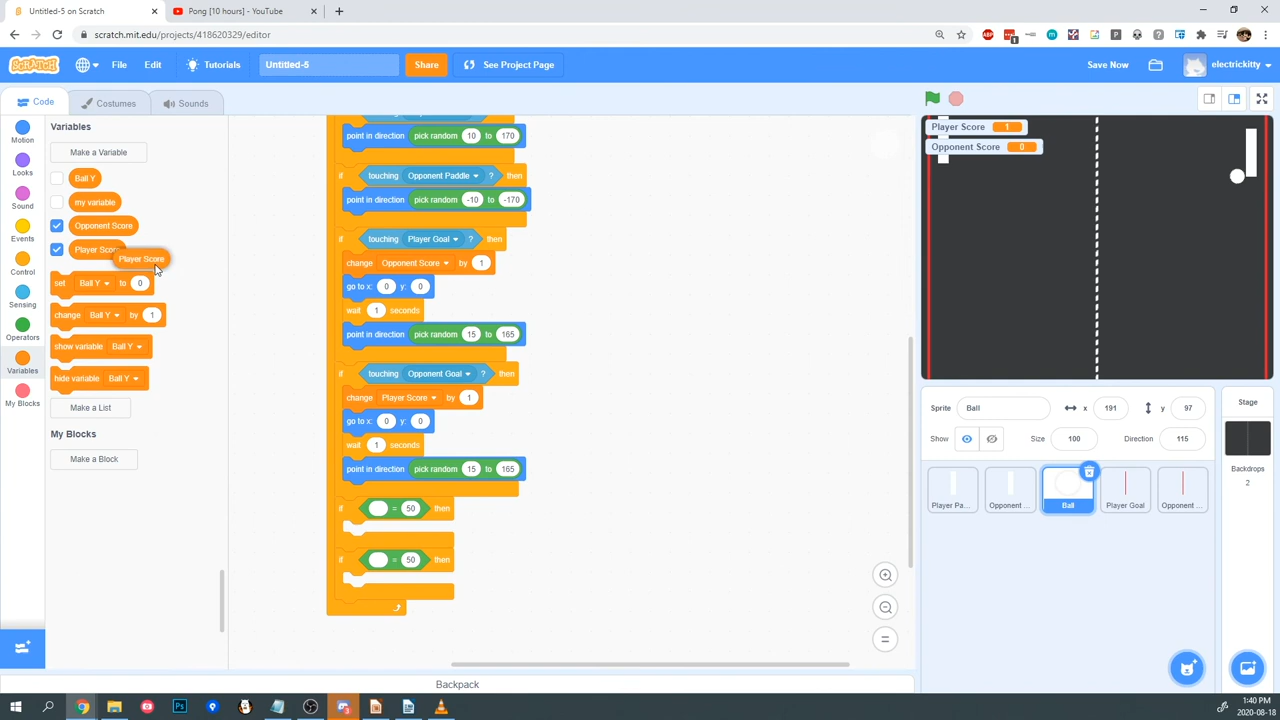 Untitled-5 on Scratch
Pong [10 hours] - YouTube
scratch.mit.edu/projects/418620329/editor
SCRATCH
File
Edit
Tutorials
Untitled-5
Share
See Project Page
Save Now
electrickitty
Code
Costumes
Sounds
Motion
Looks
Sound
Events
Control
Sensing
Operators
Variables
My Blocks
Variables
Make a Variable
Ball Y
my variable
Opponent Score
Player Scor
Player Score
set Ball Y to 0
change Ball Y by 1
show variable Ball Y
hide variable Ball Y
Make a List
My Blocks
Make a Block
point in direction pick random 10 to 170
if touching Opponent Paddle ? then
point in direction pick random -10 to -170
if touching Player Goal ? then
change Opponent Score by 1
go to x: 0 y: 0
wait 1 seconds
point in direction pick random 15 to 165
if touching Opponent Goal ? then
change Player Score by 1
go to x: 0 y: 0
wait 1 seconds
point in direction pick random 15 to 165
if = 50 then
if = 50 then
Backpack
Player Score 1
Opponent Score 0
Sprite Ball x 191 y 97
Show Size 100 Direction 115
Player Pa...
Opponent ...
Ball
Player Goal
Opponent ...
Stage
Backdrops
2
1:40 PM
2020-08-18